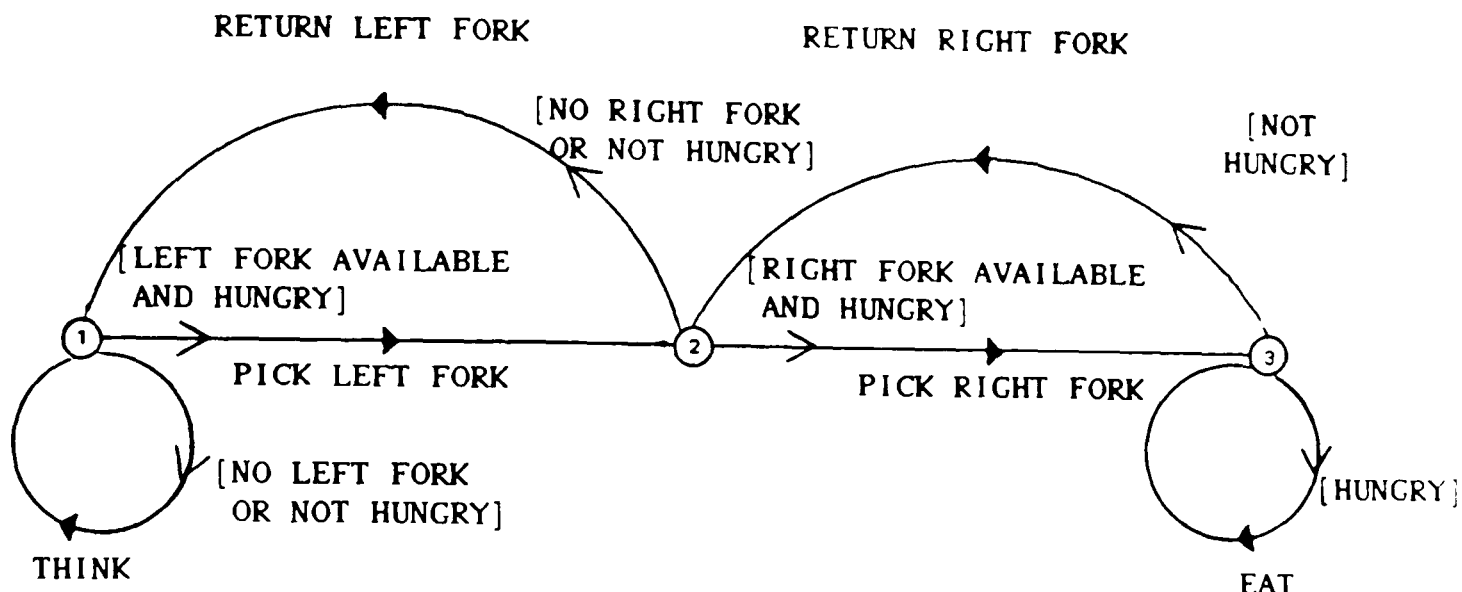 RETURN LEFT FORK
RETURN RIGHT FORK
[NO RIGHT FORK
OR NOT HUNGRY]
[NOT
HUNGRY]
[LEFT FORK AVAILABLE
AND HUNGRY]
[RIGHT FORK AVAILABLE
AND HUNGRY]
1
2
3
PICK LEFT FORK
PICK RIGHT FORK
[NO LEFT FORK
OR NOT HUNGRY]
[HUNGRY]
THINK
EAT